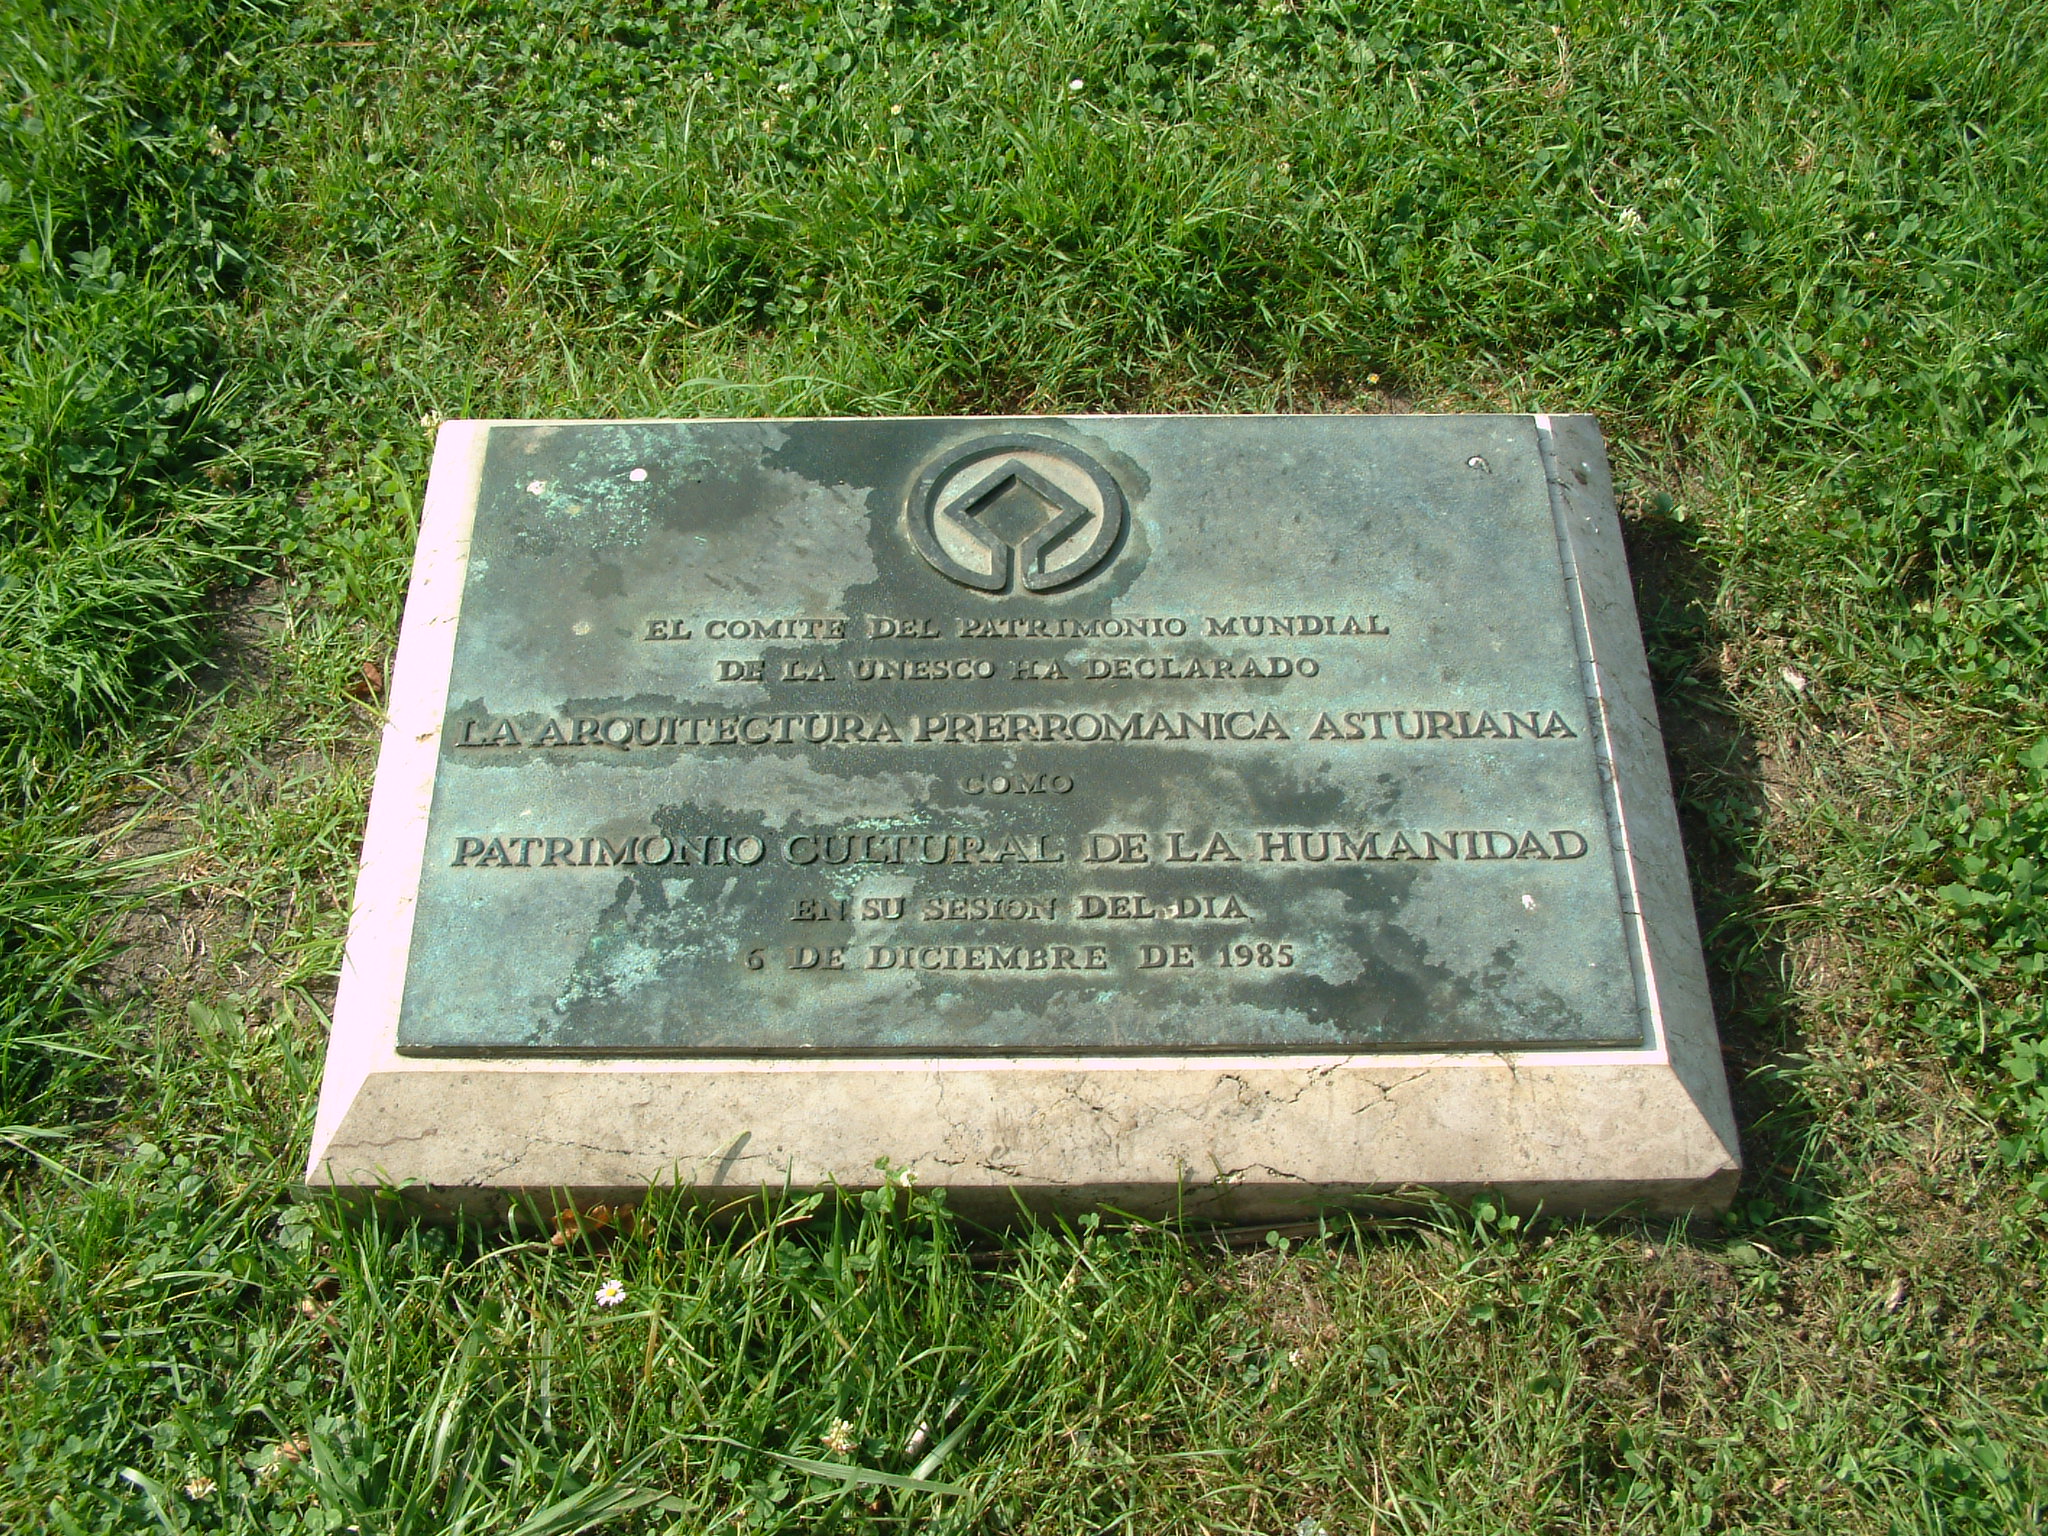 EL COMITE DEL PATRIMONIO MUNDIAL
DE LA UNESCO HA DECLARADO
LA ARQUITECTURA PRERROMANICA ASTURIANA
COMO
PATRIMONIO CULTURAL DE LA HUMANIDAD
EN SU SESION DEL DIA
6 DE DICIEMBRE DE 1985